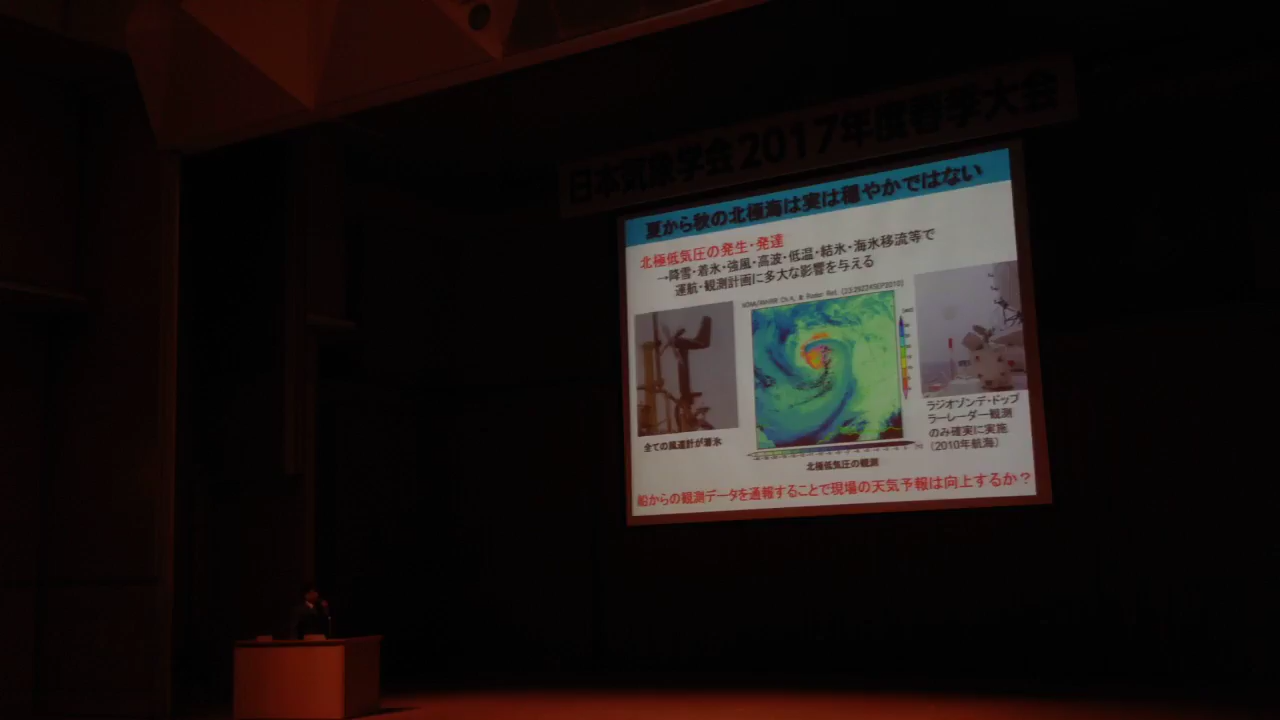 日本気象学会2017年度春季大会
夏から秋の北極海は実は穏やかではない
北極低気圧の発生・発達
→降雪・着氷・強風・高波・低温・結氷・海氷移流等で
運航・観測計画に多大な影響を与える
全ての風速計が着氷
北極低気圧の観測
ラジオゾンデ・ドップ
ラーレーダー観測
のみ確実に実施
(2010年航海)
船からの観測データを通報することで現場の天気予報は向上するか？